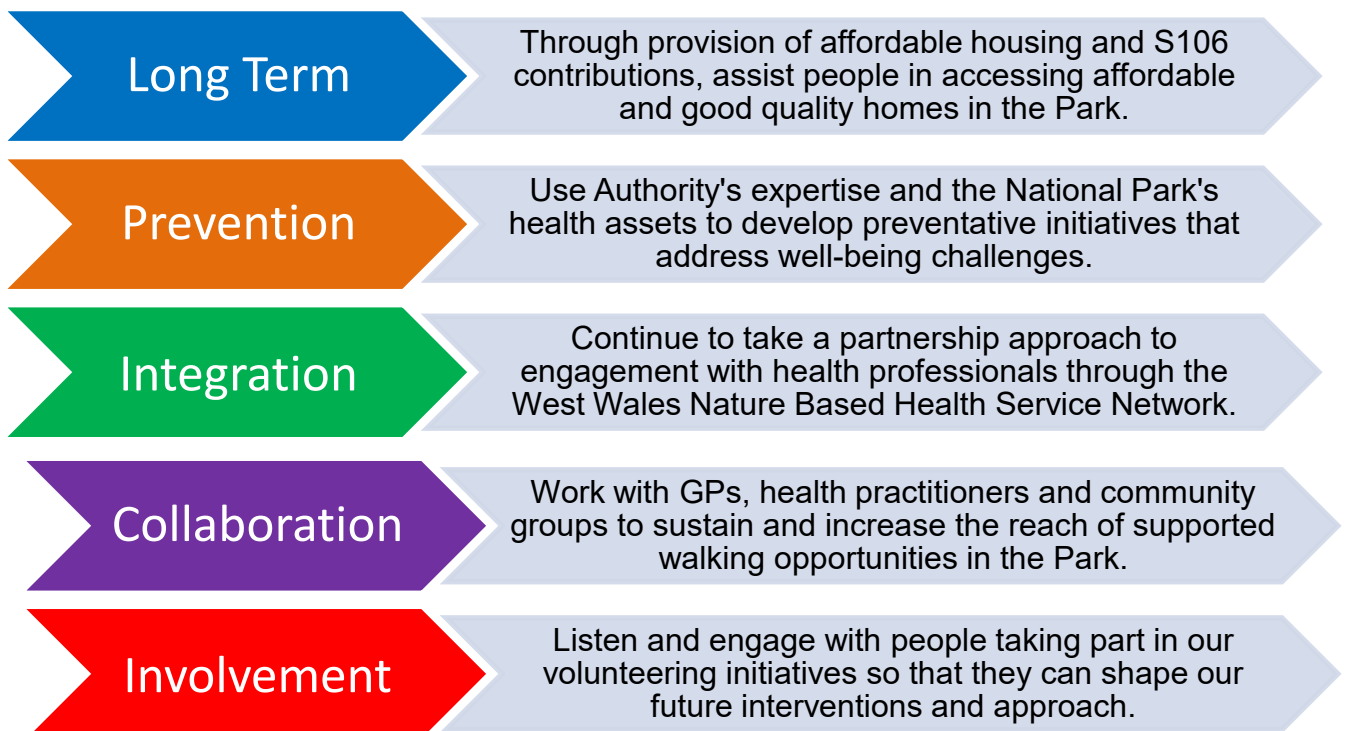 Long Term
Through provision of affordable housing and S106
contributions, assist people in accessing affordable
and good quality homes in the Park.
Prevention
Use Authority's expertise and the National Park's
health assets to develop preventative initiatives that
address well-being challenges.
Integration
Continue to take a partnership approach to
engagement with health professionals through the
West Wales Nature Based Health Service Network.
Collaboration
Work with GPs, health practitioners and community
groups to sustain and increase the reach of supported
walking opportunities in the Park.
Involvement
Listen and engage with people taking part in our
volunteering initiatives so that they can shape our
future interventions and approach.